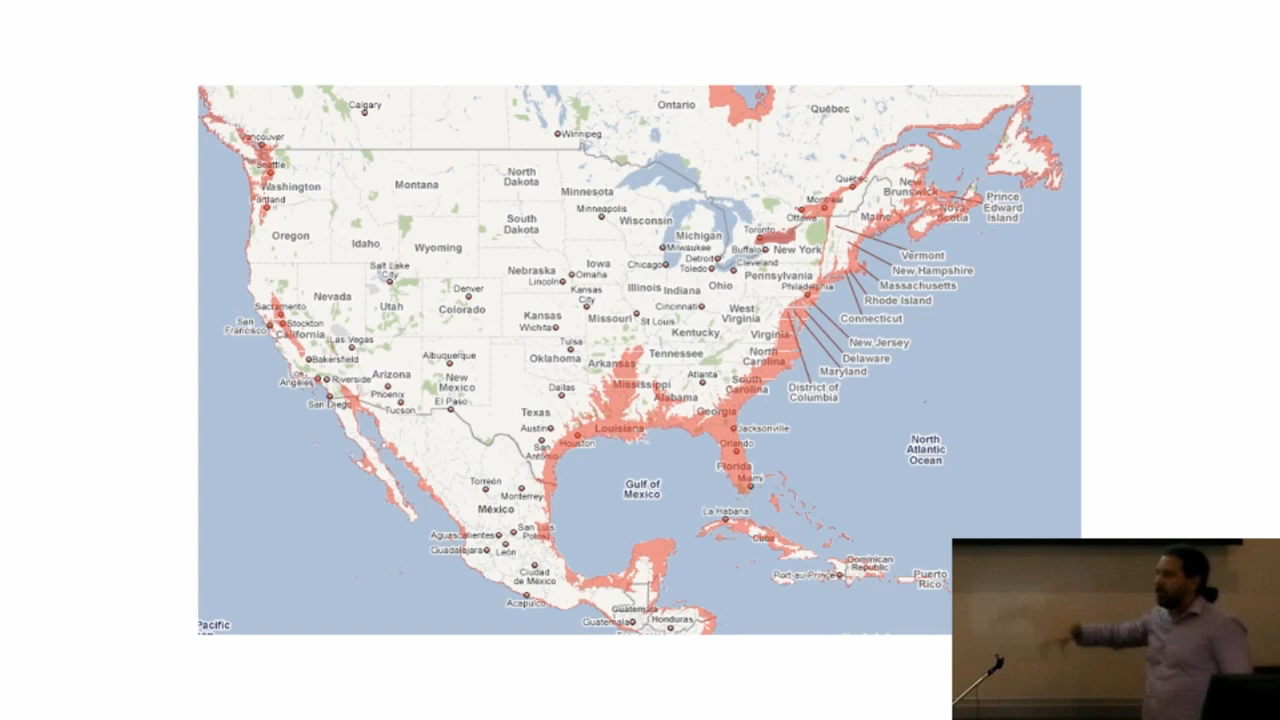 Calgary
Ontario
Québec
Vancouver
Winnipeg
Seattle
Washington
Montana
North
Dakota
Minnesota
Québec
New
Brunswick
Prince
Edward
Island
Portland
Minneapolis
Wisconsin
Montreal
Ottawa
Maine
Nova
Scotia
Oregon
Idaho
Wyoming
South
Dakota
Michigan
Milwaukee
Toronto
Buffalo
New York
Vermont
New Hampshire
Massachusetts
Rhode Island
Connecticut
Salt Lake
City
Nebraska
Iowa
Omaha
Lincoln
Chicago
Detroit
Toledo
Cleveland
Pennsylvania
Philadelphia
Nevada
Utah
Denver
Colorado
Kansas
City
Illinois
Indiana
Ohio
Sacramento
San
Francisco
Stockton
California
Las Vegas
Kansas
Wichita
Missouri
St Louis
Cincinnati
West
Virginia
Kentucky
Virginia
New Jersey
Delaware
Maryland
District of
Columbia
Bakersfield
Los
Angeles
Riverside
San Diego
Arizona
Phoenix
Tucson
Albuquerque
New
Mexico
El Paso
Tulsa
Oklahoma
Arkansas
Tennessee
North
Carolina
South
Carolina
Atlanta
Dallas
Mississippi
Alabama
Georgia
Texas
Austin
San
Antonio
Houston
Louisiana
Jacksonville
Orlando
Florida
Miami
North
Atlantic
Ocean
Gulf of
Mexico
Torreón
Monterrey
México
La Habana
Cuba
Aguascalientes
San Luis
Potosí
Guadalajara
León
Ciudad
de México
Acapulco
Port-au-Prince
Dominican
Republic
Puerto
Rico
Guatemala
Guatemala
Honduras
Pacific